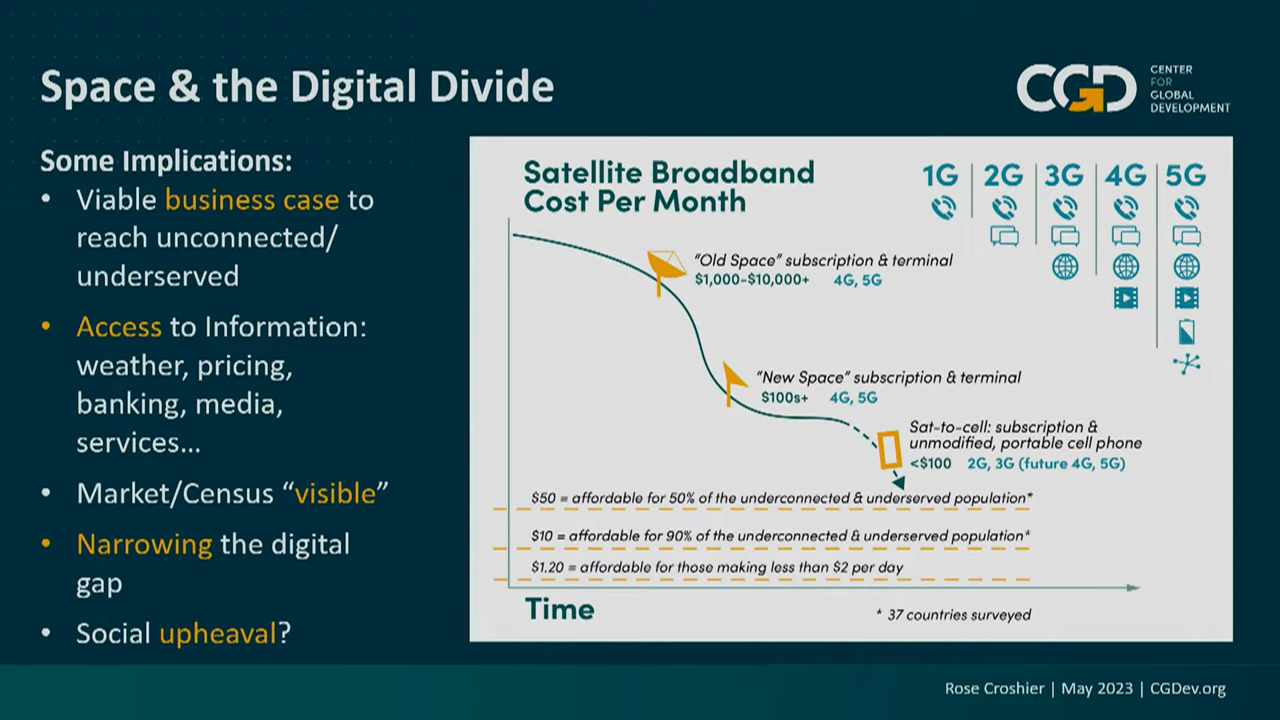 Space & the Digital Divide
CGD
CENTER
FOR
GLOBAL
DEVELOPMENT
Some Implications:
• Viable business case to
reach unconnected/
underserved
• Access to Information:
weather, pricing,
banking, media,
services...
• Market/Census “visible”
• Narrowing the digital
gap
• Social upheaval?
Satellite Broadband
Cost Per Month
1G 2G 3G 4G 5G
“Old Space” subscription & terminal
$1,000-$10,000+ 4G, 5G
“New Space” subscription & terminal
$100s+ 4G, 5G
Sat-to-cell: subscription &
unmodified, portable cell phone
<$100 2G, 3G (future 4G, 5G)
$50 = affordable for 50% of the underconnected & underserved population*
$10 = affordable for 90% of the underconnected & underserved population*
$1.20 = affordable for those making less than $2 per day
Time
* 37 countries surveyed
Rose Croshier | May 2023 | CGDev.org